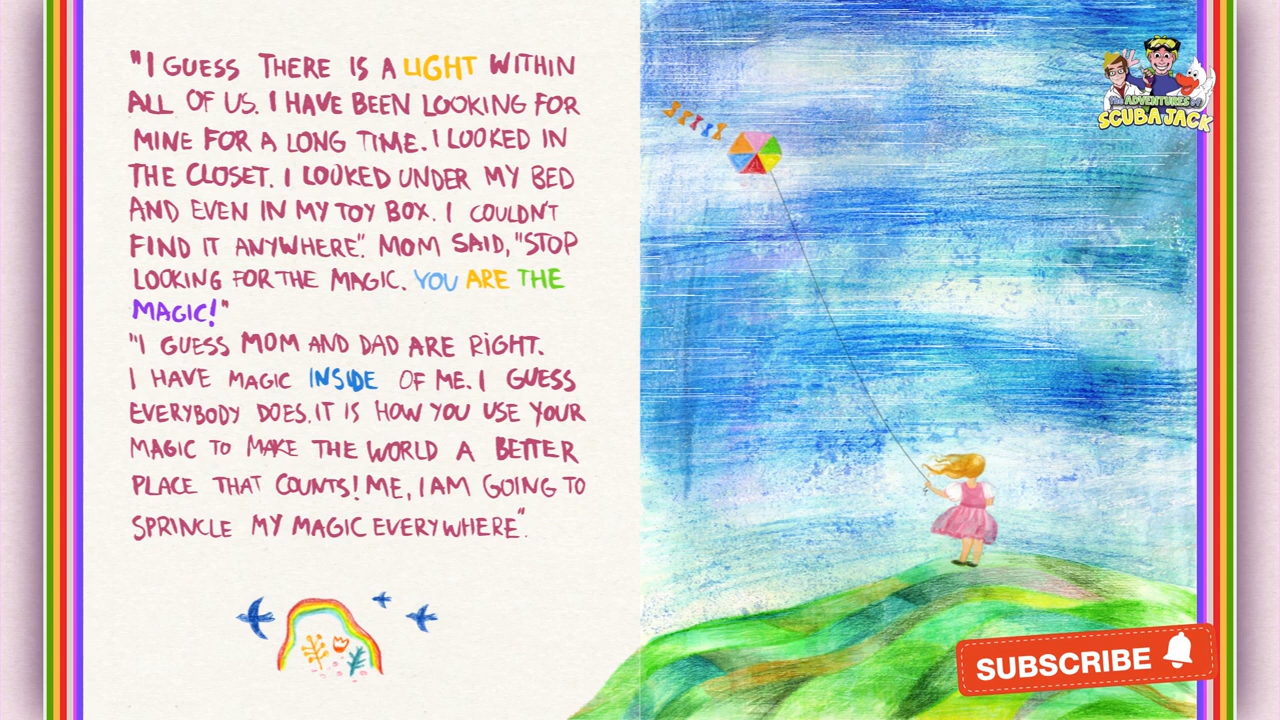 "I GUESS THERE IS A LIGHT WITHIN
ALL OF US. I HAVE BEEN LOOKING FOR
MINE FOR A LONG TIME. I LOOKED IN
THE CLOSET. I LOOKED UNDER MY BED
AND EVEN IN MY TOY BOX. I COULDN'T
FIND IT ANYWHERE". MOM SAID, "STOP
LOOKING FOR THE MAGIC. YOU ARE THE
MAGIC!"
"I GUESS MOM AND DAD ARE RIGHT.
I HAVE MAGIC INSIDE OF ME. I GUESS
EVERYBODY DOES. IT IS HOW YOU USE YOUR
MAGIC TO MAKE THE WORLD A BETTER
PLACE THAT COUNTS! ME, I AM GOING TO
SPRINCLE MY MAGIC EVERYWHERE".
THE ADVENTURES OF
SCUBA JACK
SUBSCRIBE